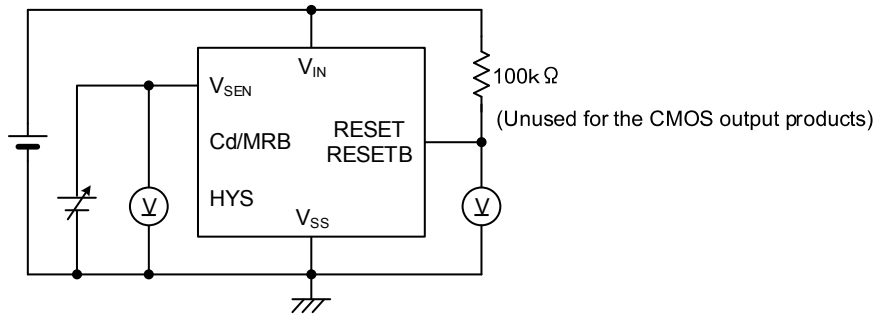 V_IN
100kΩ
V_SEN
(Unused for the CMOS output products)
Cd/MRB
RESET
RESETB
HYS
V
V
V_SS